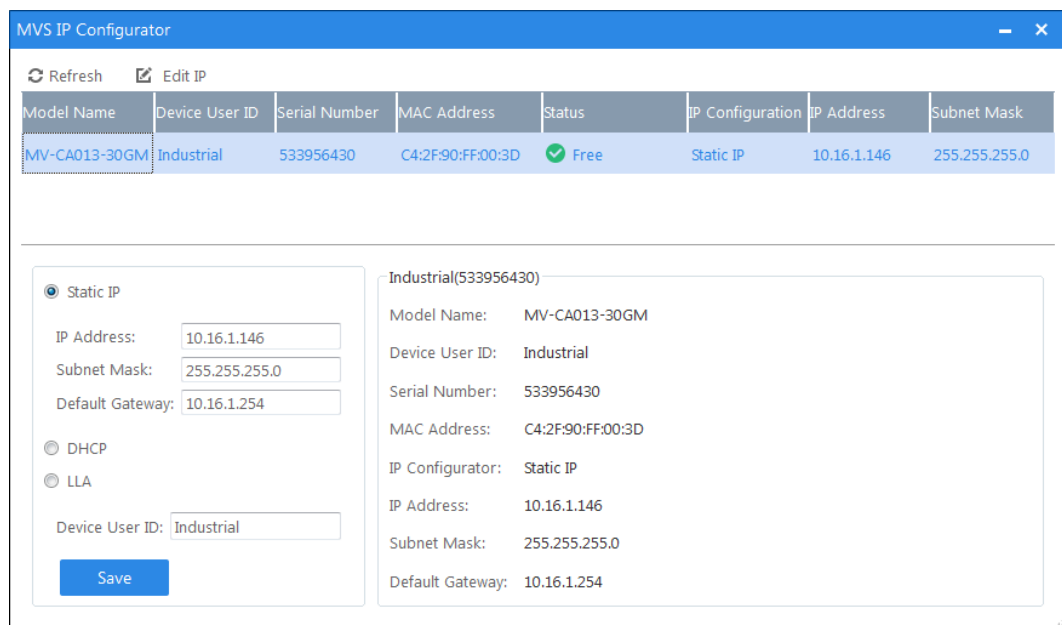 MVS IP Configurator
Refresh Edit IP
Model Name Device User ID Serial Number MAC Address Status IP Configuration IP Address Subnet Mask
MV-CA013-30GM Industrial 533956430 C4:2F:90:FF:00:3D Free Static IP 10.16.1.146 255.255.255.0
Static IP
IP Address: 10.16.1.146
Subnet Mask: 255.255.255.0
Default Gateway: 10.16.1.254
DHCP
LLA
Device User ID: Industrial
Save
Industrial(533956430)
Model Name: MV-CA013-30GM
Device User ID: Industrial
Serial Number: 533956430
MAC Address: C4:2F:90:FF:00:3D
IP Configurator: Static IP
IP Address: 10.16.1.146
Subnet Mask: 255.255.255.0
Default Gateway: 10.16.1.254